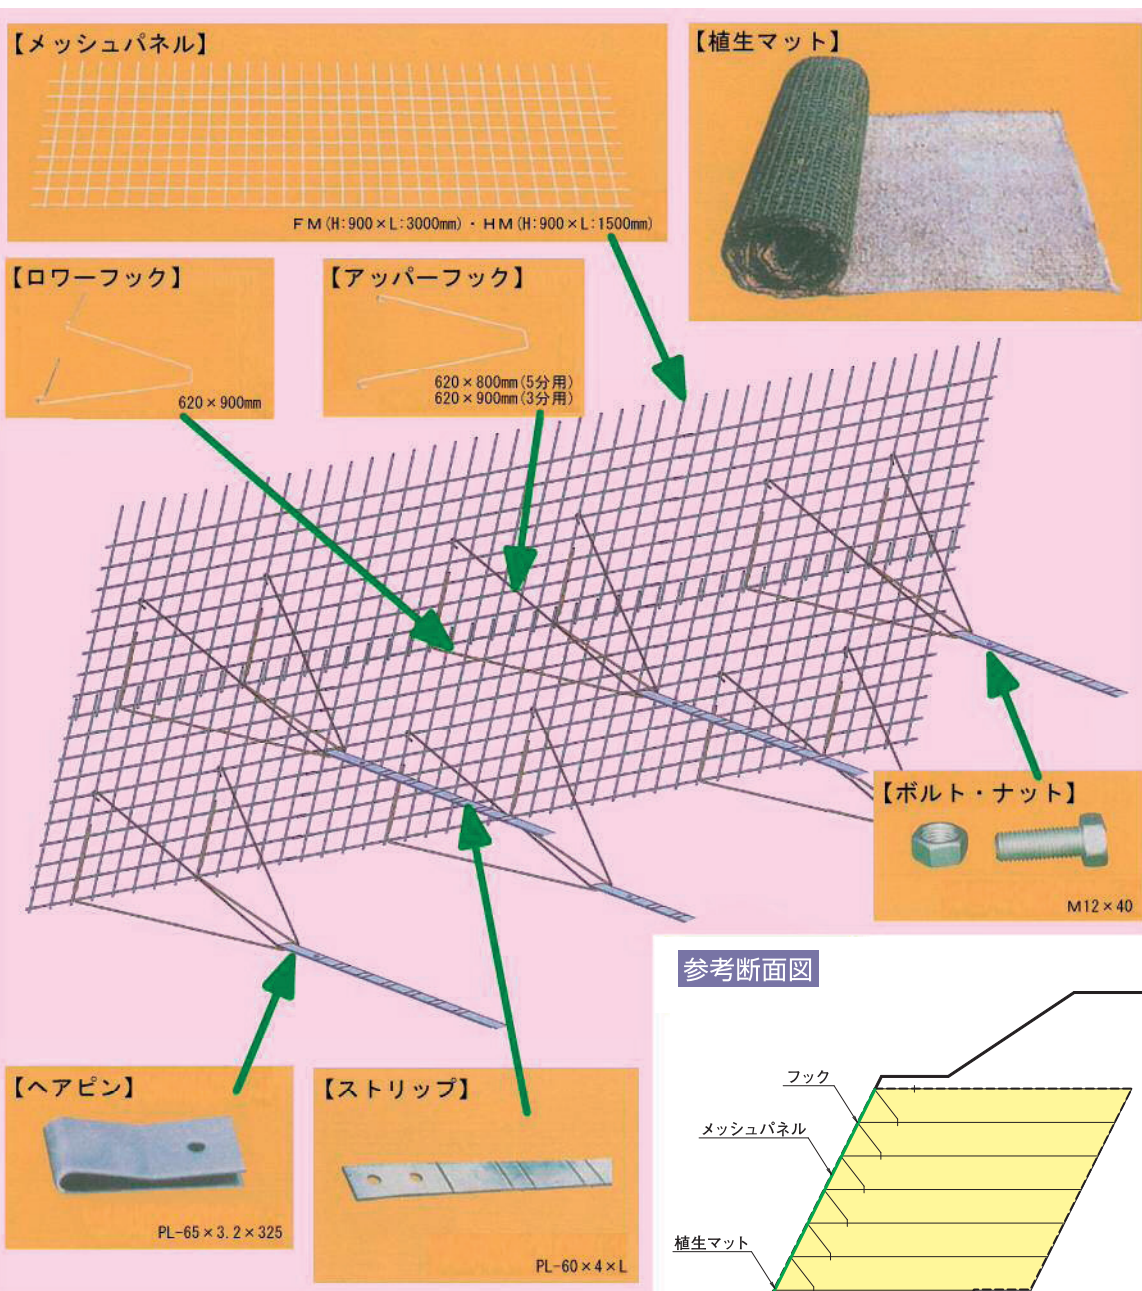 【メッシュパネル】
FM(H:900×L:3000mm)・HM(H:900×L:1500mm)
【植生マット】
【ロワーフック】
620×900mm
【アッパーフック】
620×800mm(5分用)
620×900mm(3分用)
【ボルト・ナット】
M12×40
【ヘアピン】
PL-65×3.2×325
【ストリップ】
PL-60×4×L
参考断面図
フック
メッシュパネル
植生マット